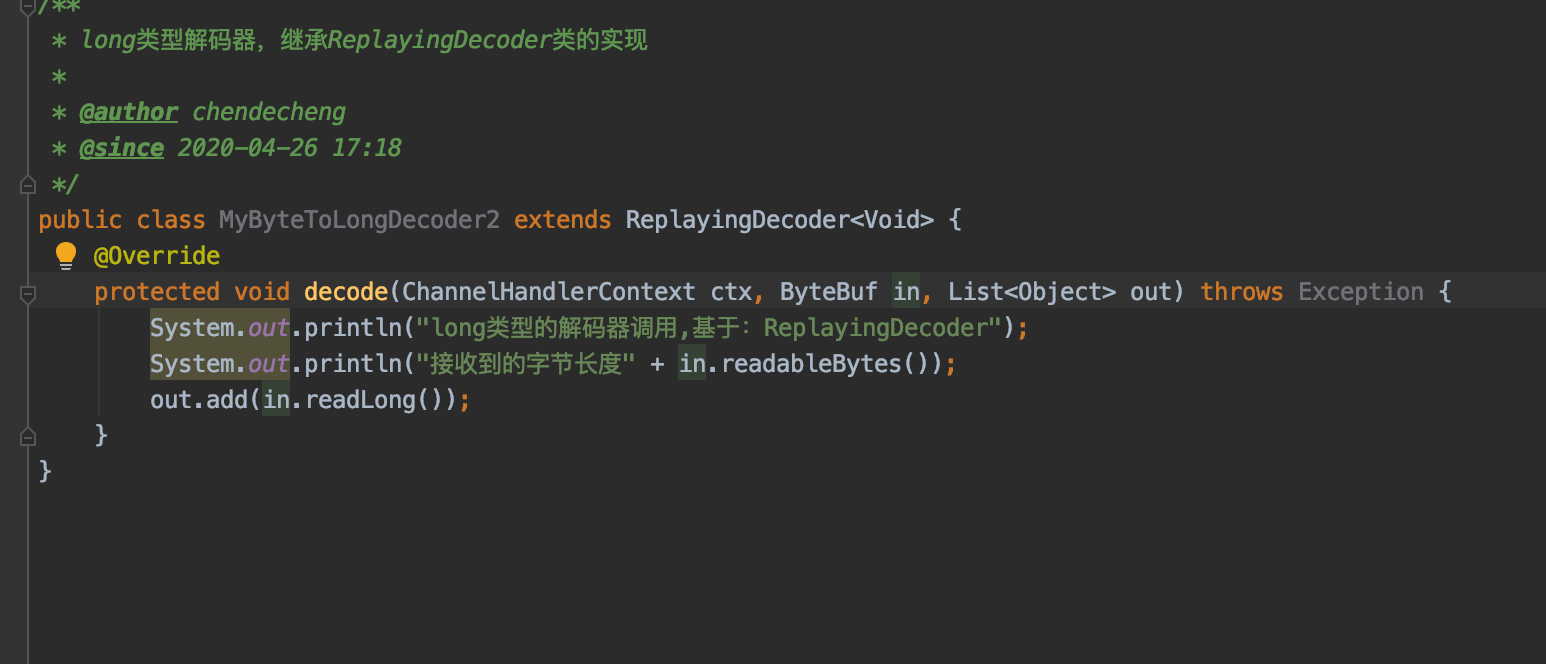 /**
* long类型解码器，继承ReplayingDecoder类的实现
*
* @author chendecheng
* @since 2020-04-26 17:18
*/
public class MyByteToLongDecoder2 extends ReplayingDecoder<Void> {
@Override
protected void decode(ChannelHandlerContext ctx, ByteBuf in, List<Object> out) throws Exception {
System.out.println("long类型的解码器调用,基于：ReplayingDecoder");
System.out.println("接收到的字节长度" + in.readableBytes());
out.add(in.readLong());
}
}